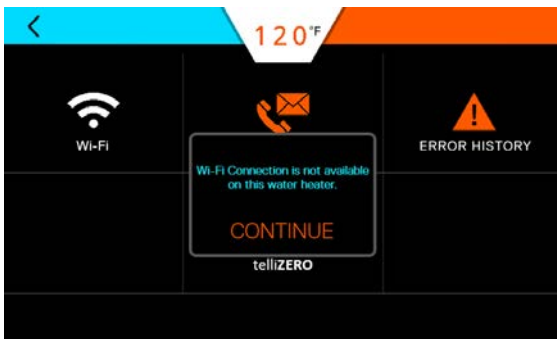 120°F
Wi-Fi
ERROR HISTORY
Wi-Fi Connection is not available
on this water heater.
CONTINUE
telliZERO